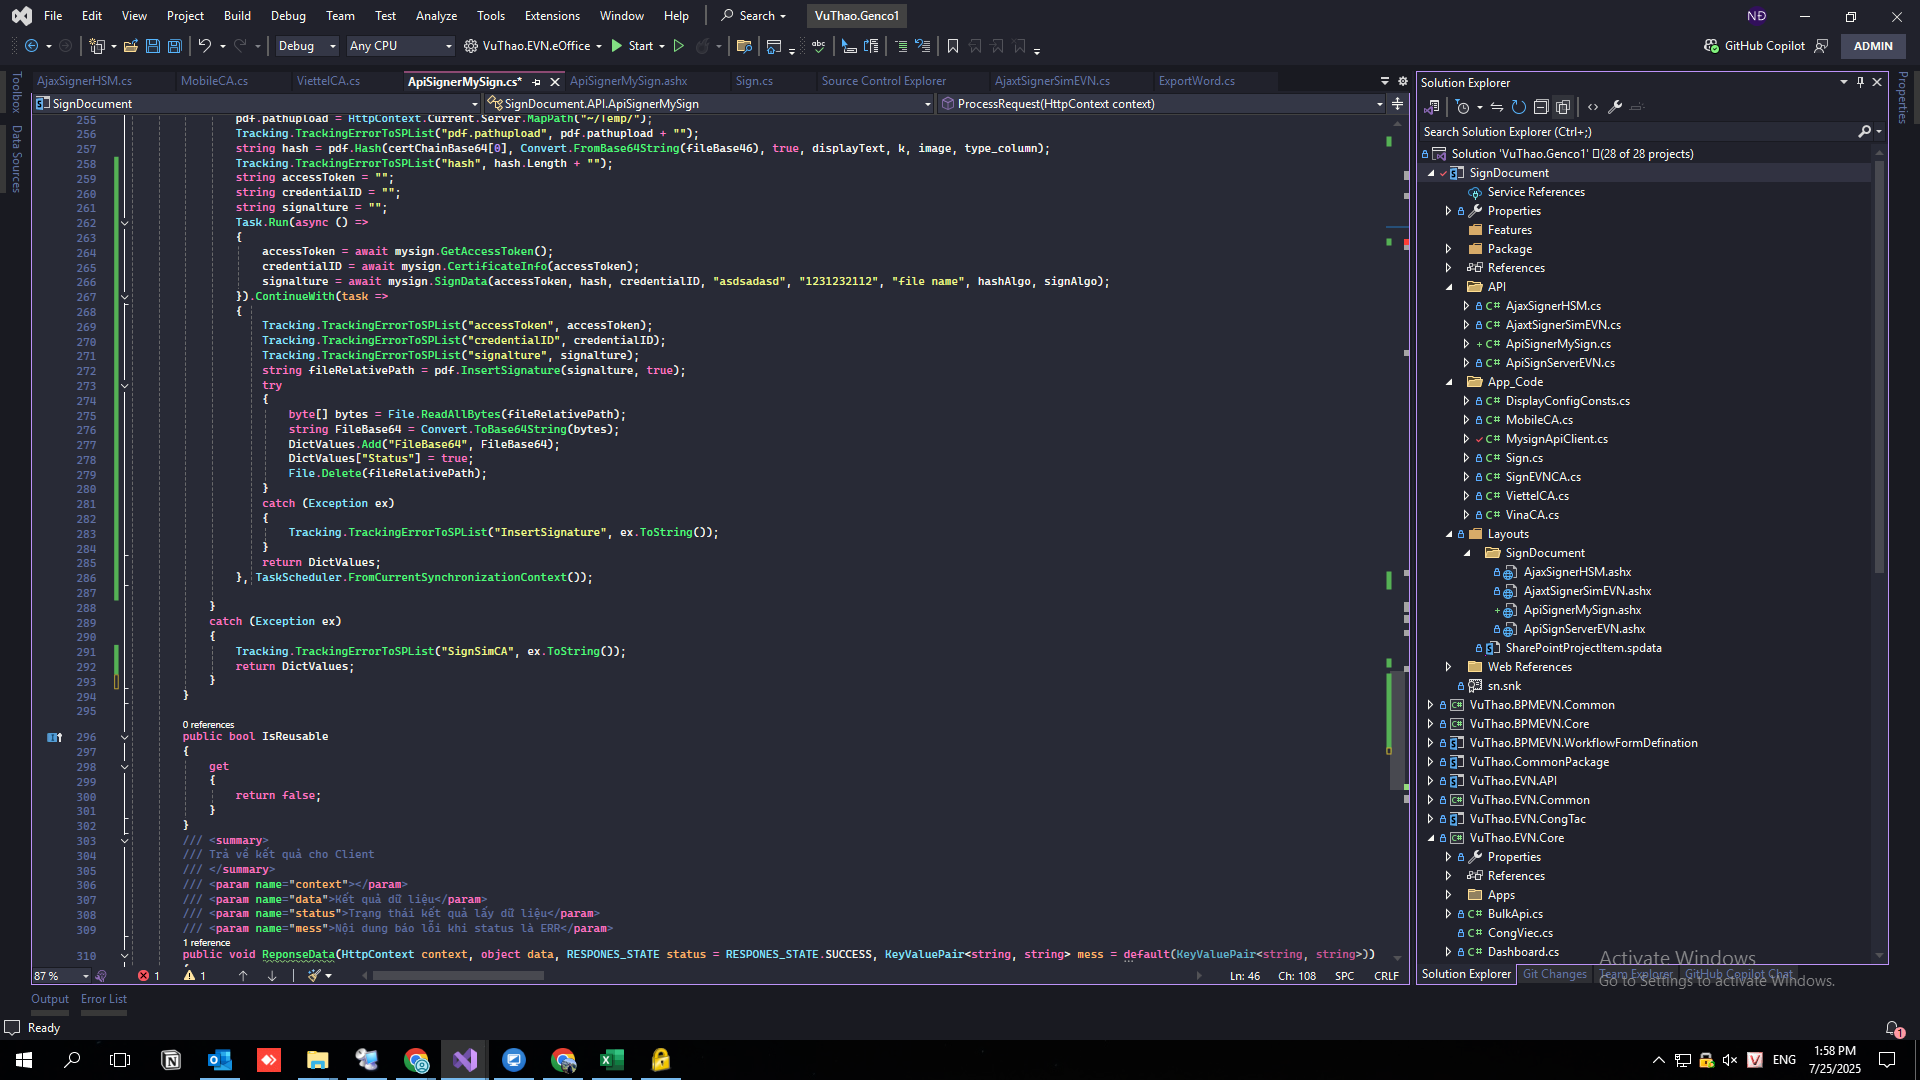 File Edit View Project Build Debug Team Test Analyze Tools Extensions Window Help Search VuThao.Genco1 NĐ
Debug Any CPU VuThao.EVN.eOffice Start GitHub Copilot ADMIN
AjaxSignerHSM.cs MobileCA.cs ViettelCA.cs ApiSignerMySign.cs* ApiSignerMySign.ashx Sign.cs Source Control Explorer AjaxtSignerSimEVN.cs ExportWord.cs
SignDocument SignDocument.API.ApiSignerMySign ProcessRequest(HttpContext context)
Toolbox
Data Sources
255 pdf.pathupload = HttpContext.Current.Server.MapPath("~/Temp/");
256 Tracking.TrackingErrorToSPList("pdf.pathupload", pdf.pathupload + "");
257 string hash = pdf.Hash(certChainBase64[0], Convert.FromBase64String(fileBase46), true, displayText, k, image, type_column);
258 Tracking.TrackingErrorToSPList("hash", hash.Length + "");
259 string accessToken = "";
260 string credentialID = "";
261 string signalture = "";
262 Task.Run(async () =>
263 {
264 accessToken = await mysign.GetAccessToken();
265 credentialID = await mysign.CertificateInfo(accessToken);
266 signalture = await mysign.SignData(accessToken, hash, credentialID, "asdsadasd", "1231232112", "file name", hashAlgo, signAlgo);
267 }).ContinueWith(task =>
268 {
269 Tracking.TrackingErrorToSPList("accessToken", accessToken);
270 Tracking.TrackingErrorToSPList("credentialID", credentialID);
271 Tracking.TrackingErrorToSPList("signalture", signalture);
272 string fileRelativePath = pdf.InsertSignature(signalture, true);
273 try
274 {
275 byte[] bytes = File.ReadAllBytes(fileRelativePath);
276 string FileBase64 = Convert.ToBase64String(bytes);
277 DictValues.Add("FileBase64", FileBase64);
278 DictValues["Status"] = true;
279 File.Delete(fileRelativePath);
280 }
281 catch (Exception ex)
282 {
283 Tracking.TrackingErrorToSPList("InsertSignature", ex.ToString());
284 }
285 return DictValues;
286 }, TaskScheduler.FromCurrentSynchronizationContext());
287
288 }
289 catch (Exception ex)
290 {
291 Tracking.TrackingErrorToSPList("SignSimCA", ex.ToString());
292 return DictValues;
293 }
294 }
295
0 references
296 public bool IsReusable
297 {
298 get
299 {
300 return false;
301 }
302 }
303 /// <summary>
304 /// Trả về kết quả cho Client
305 /// </summary>
306 /// <param name="context"></param>
307 /// <param name="data">Kết quả dữ liệu</param>
308 /// <param name="status">Trạng thái kết quả lấy dữ liệu</param>
309 /// <param name="mess">Nội dung báo lỗi khi status là ERR</param>
1 reference
310 public void ReponseData(HttpContext context, object data, RESPONES_STATE status = RESPONES_STATE.SUCCESS, KeyValuePair<string, string> mess = default(KeyValuePair<string, string>))
87 % 1 1 Ln: 46 Ch: 108 SPC CRLF
Output Error List
Ready
Solution Explorer
Search Solution Explorer (Ctrl+;)
Solution 'VuThao.Genco1' (28 of 28 projects)
SignDocument
Service References
Properties
Features
Package
References
API
C# AjaxSignerHSM.cs
C# AjaxtSignerSimEVN.cs
C# ApiSignerMySign.cs
C# ApiSignServerEVN.cs
App_Code
C# DisplayConfigConsts.cs
C# MobileCA.cs
C# MysignApiClient.cs
C# Sign.cs
C# SignEVNCA.cs
C# ViettelCA.cs
C# VinaCA.cs
Layouts
SignDocument
AjaxSignerHSM.ashx
AjaxtSignerSimEVN.ashx
ApiSignerMySign.ashx
ApiSignServerEVN.ashx
SharePointProjectItem.spdata
Web References
sn.snk
VuThao.BPMEVN.Common
VuThao.BPMEVN.Core
VuThao.BPMEVN.WorkflowFormDefination
VuThao.CommonPackage
VuThao.EVN.API
VuThao.EVN.Common
VuThao.EVN.CongTac
VuThao.EVN.Core
Properties
References
Apps
C# BulkApi.cs
C# CongViec.cs
C# Dashboard.cs
Solution Explorer Git Changes Team Explorer GitHub Copilot Chat
Activate Windows
Go to Settings to activate Windows.
Properties
1
ENG
1:58 PM
7/25/2025